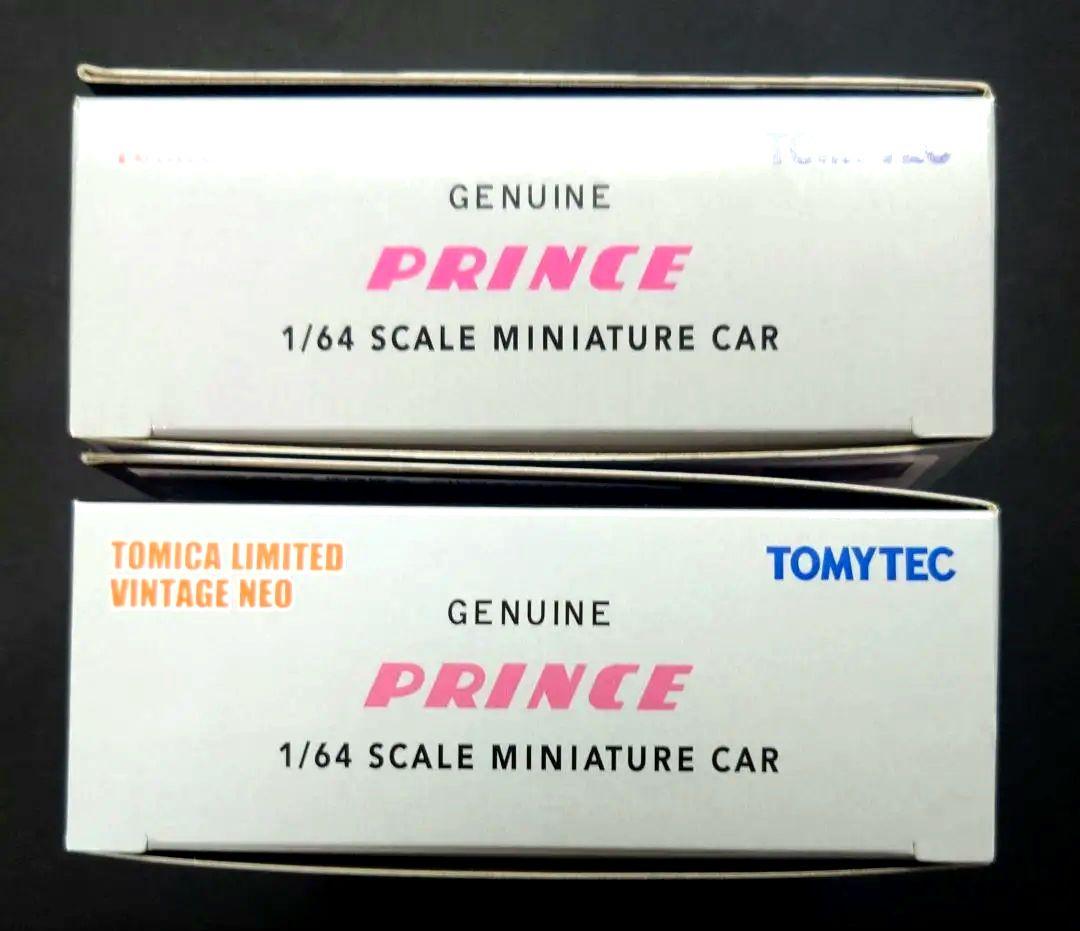 GENUINE
PRINCE
1/64 SCALE MINIATURE CAR
TOMICA LIMITED
VINTAGE NEO
TOMYTEC
GENUINE
PRINCE
1/64 SCALE MINIATURE CAR